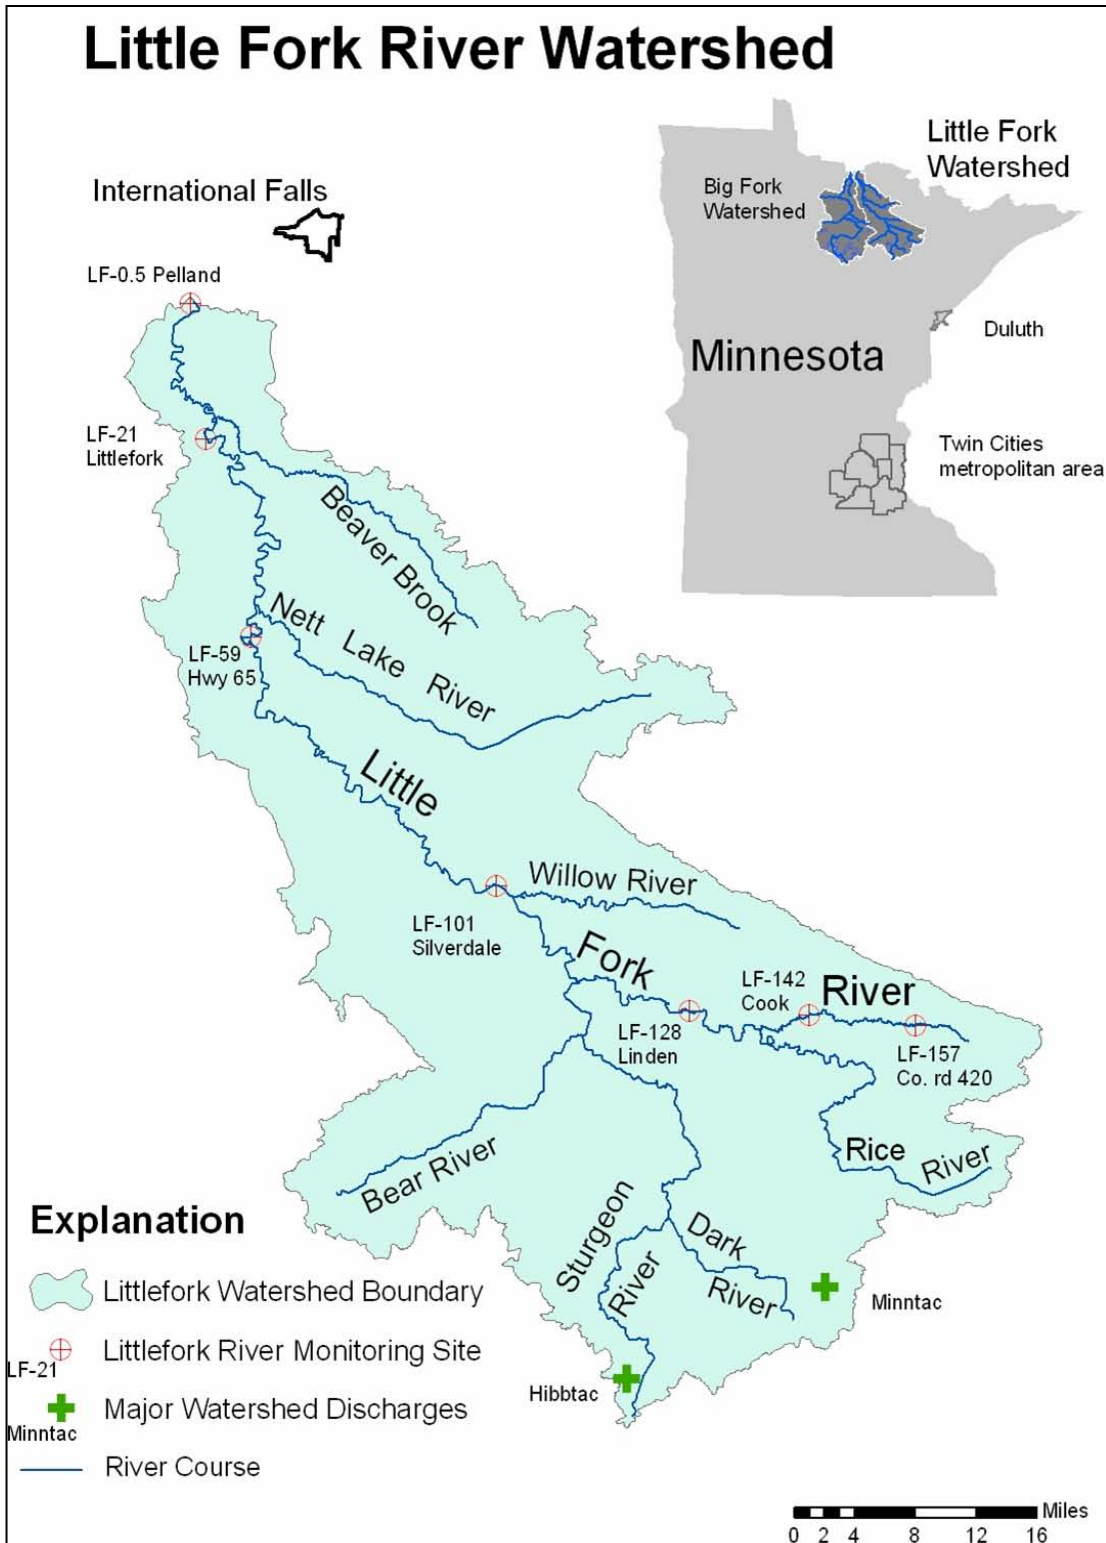 Little Fork River Watershed
International Falls
LF-0.5 Pelland
LF-21
Littlefork
Beaver Brook
Nett Lake River
LF-59
Hwy 65
Little
Fork
River
Willow River
LF-101
Silverdale
LF-142
Cook
LF-128
Linden
LF-157
Co. rd 420
Bear River
Rice River
Sturgeon
River
Dark
River
Minntac
Hibbtac
Little Fork
Watershed
Big Fork
Watershed
Minnesota
Duluth
Twin Cities
metropolitan area
Explanation
Littlefork Watershed Boundary
Littlefork River Monitoring Site
LF-21
Major Watershed Discharges
Minntac
River Course
Miles
0 2 4 8 12 16